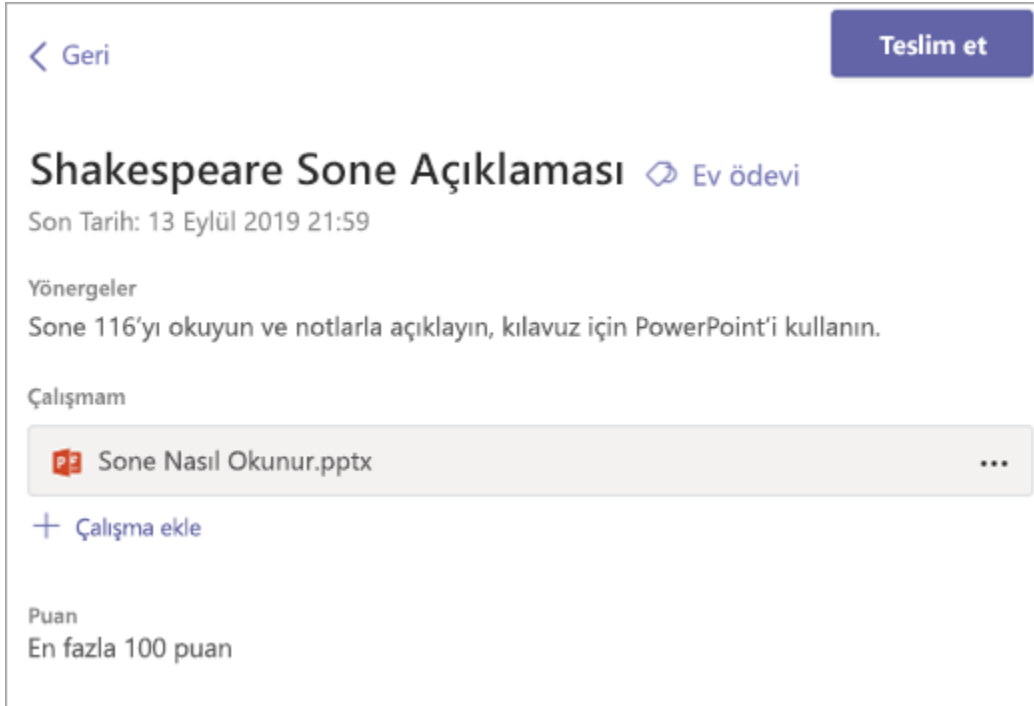 Geri
Teslim et
Shakespeare Sone Açıklaması Ev ödevi
Son Tarih: 13 Eylül 2019 21:59
Yönergeler
Sone 116’yı okuyun ve notlarla açıklayın, kılavuz için PowerPoint’i kullanın.
Çalışmam
Sone Nasıl Okunur.pptx
Çalışma ekle
Puan
En fazla 100 puan